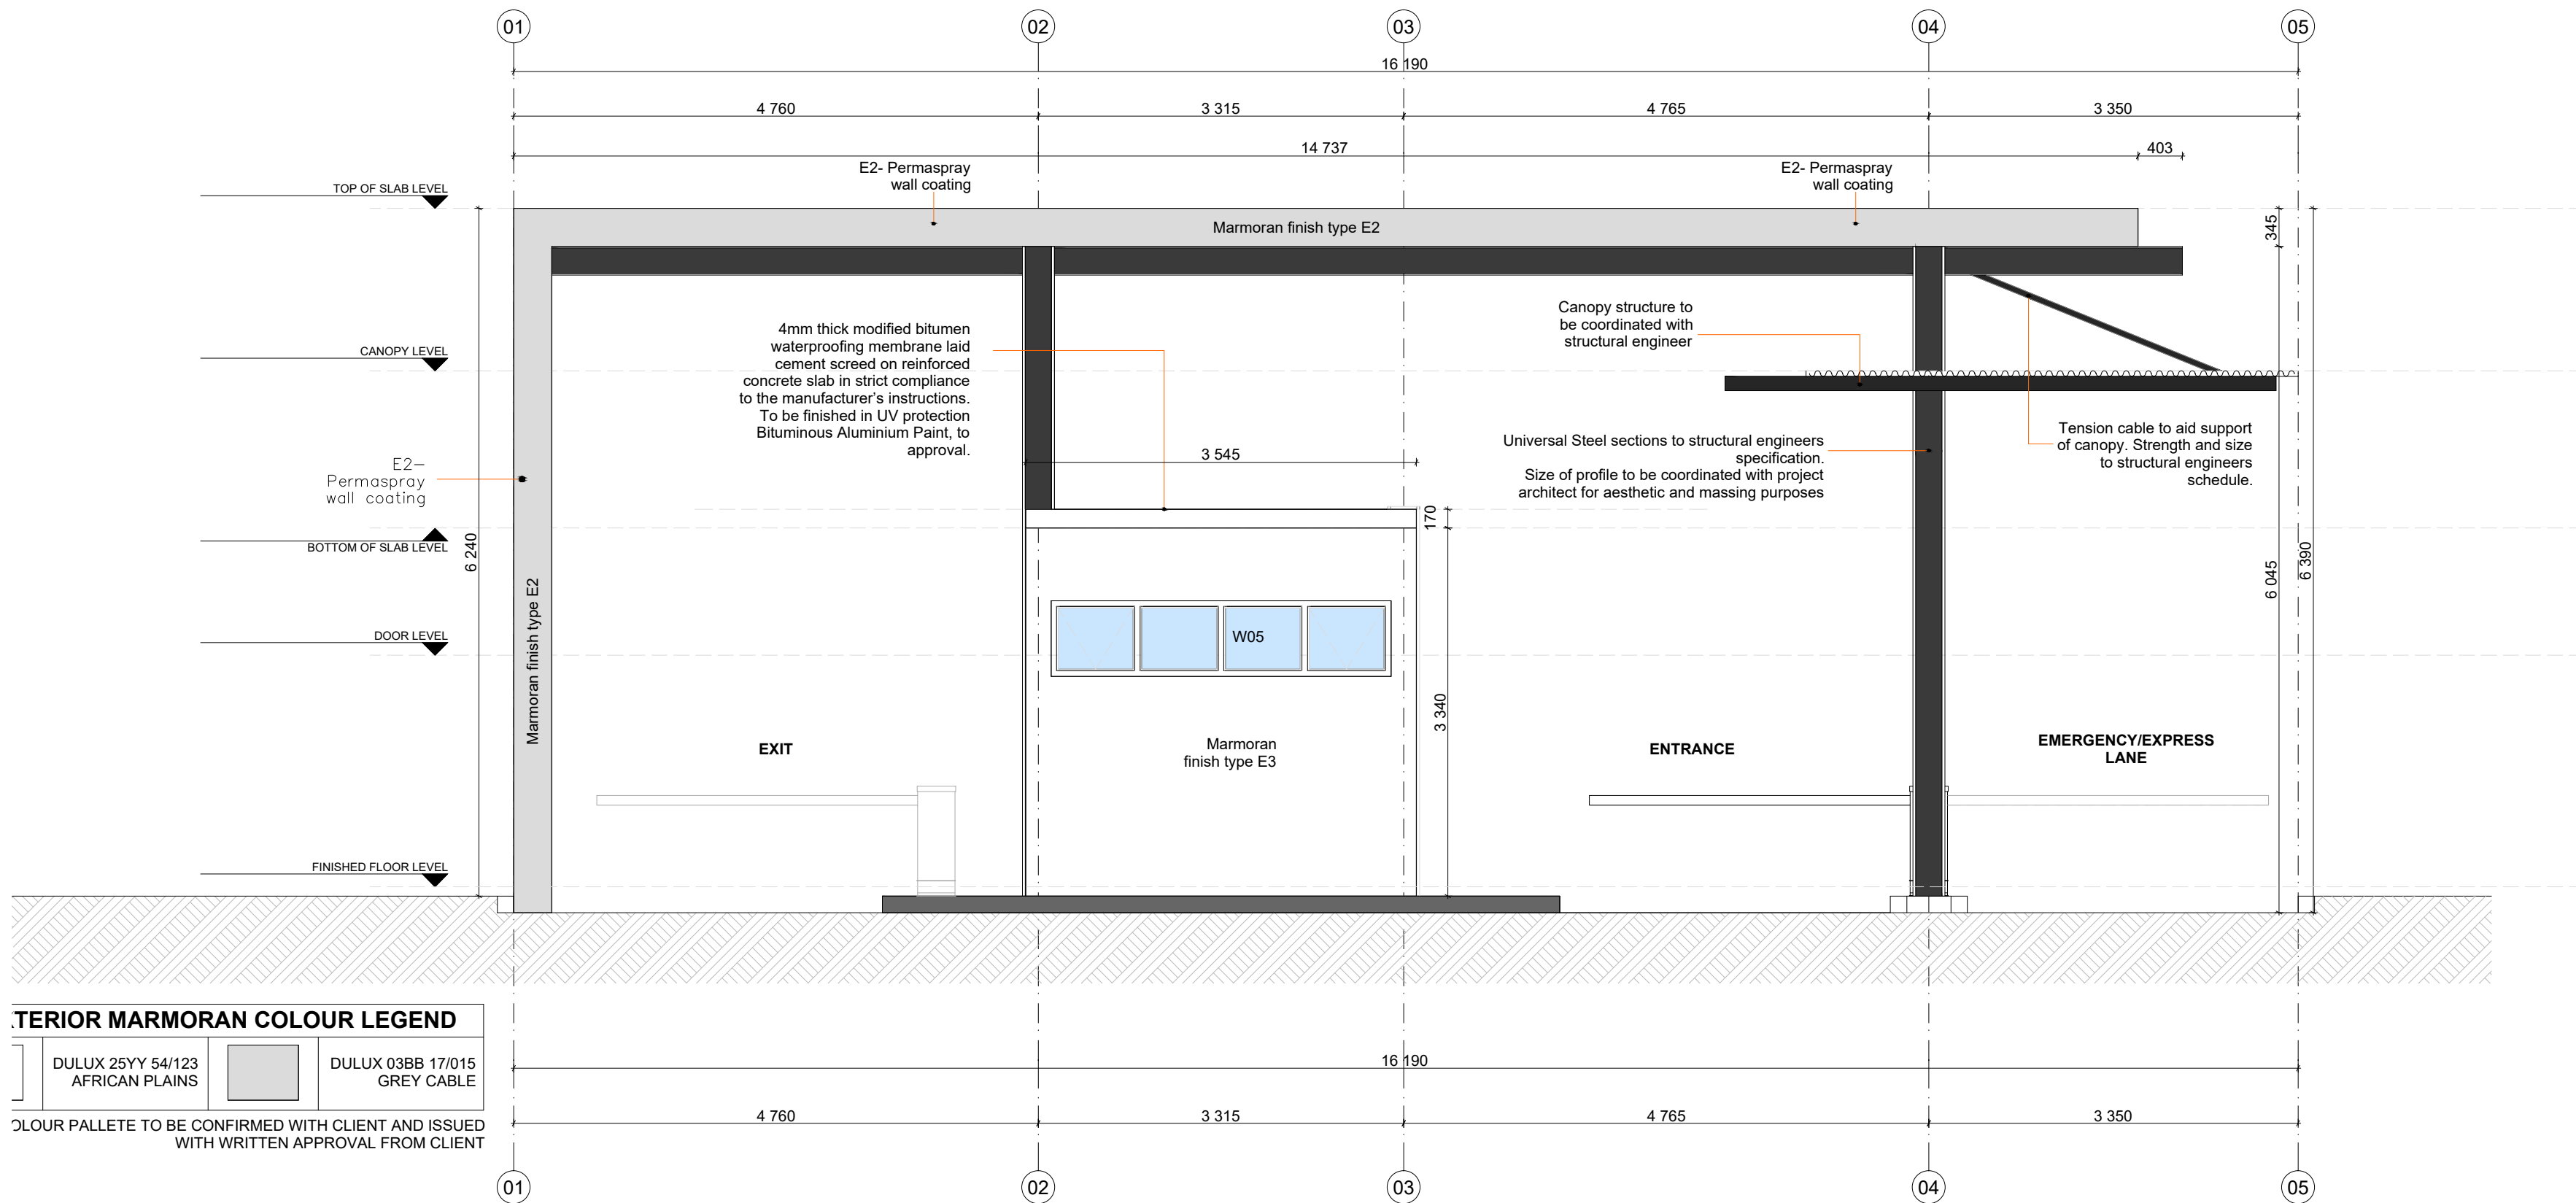 01
02
03
04
05
16 190
4 760
3 315
4 765
3 350
14 737
403
E2- Permaspray
wall coating
E2- Permaspray
wall coating
TOP OF SLAB LEVEL
Marmoran finish type E2
345
Canopy structure to
be coordinated with
structural engineer
4mm thick modified bitumen
waterproofing membrane laid
cement screed on reinforced
concrete slab in strict compliance
to the manufacturer's instructions.
To be finished in UV protection
Bituminous Aluminium Paint, to
approval.
CANOPY LEVEL
Tension cable to aid support
of canopy. Strength and size
to structural engineers
schedule.
Universal Steel sections to structural engineers
specification.
Size of profile to be coordinated with project
architect for aesthetic and massing purposes
3 545
E2-
Permaspray
wall coating
170
BOTTOM OF SLAB LEVEL
6 240
6 390
6 045
Marmoran finish type E2
W05
DOOR LEVEL
3 340
EXIT
Marmoran
finish type E3
ENTRANCE
EMERGENCY/EXPRESS
LANE
FINISHED FLOOR LEVEL
TERIOR MARMORAN COLOUR LEGEND
DULUX 25YY 54/123
AFRICAN PLAINS
DULUX 03BB 17/015
GREY CABLE
OLOUR PALLETE TO BE CONFIRMED WITH CLIENT AND ISSUED
WITH WRITTEN APPROVAL FROM CLIENT
16 190
4 760
3 315
4 765
3 350
01
02
03
04
05